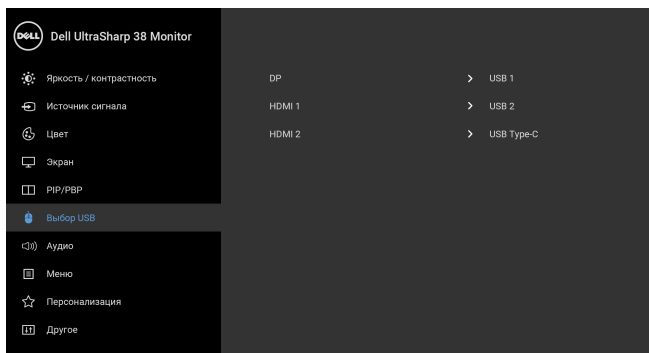 DELL Dell UltraSharp 38 Monitor
Яркость / контрастность DP USB 1
Источник сигнала HDMI 1 USB 2
Цвет HDMI 2 USB Type-C
Экран
PIP/PBP
Выбор USB
Аудио
Меню
Персонализация
Другое